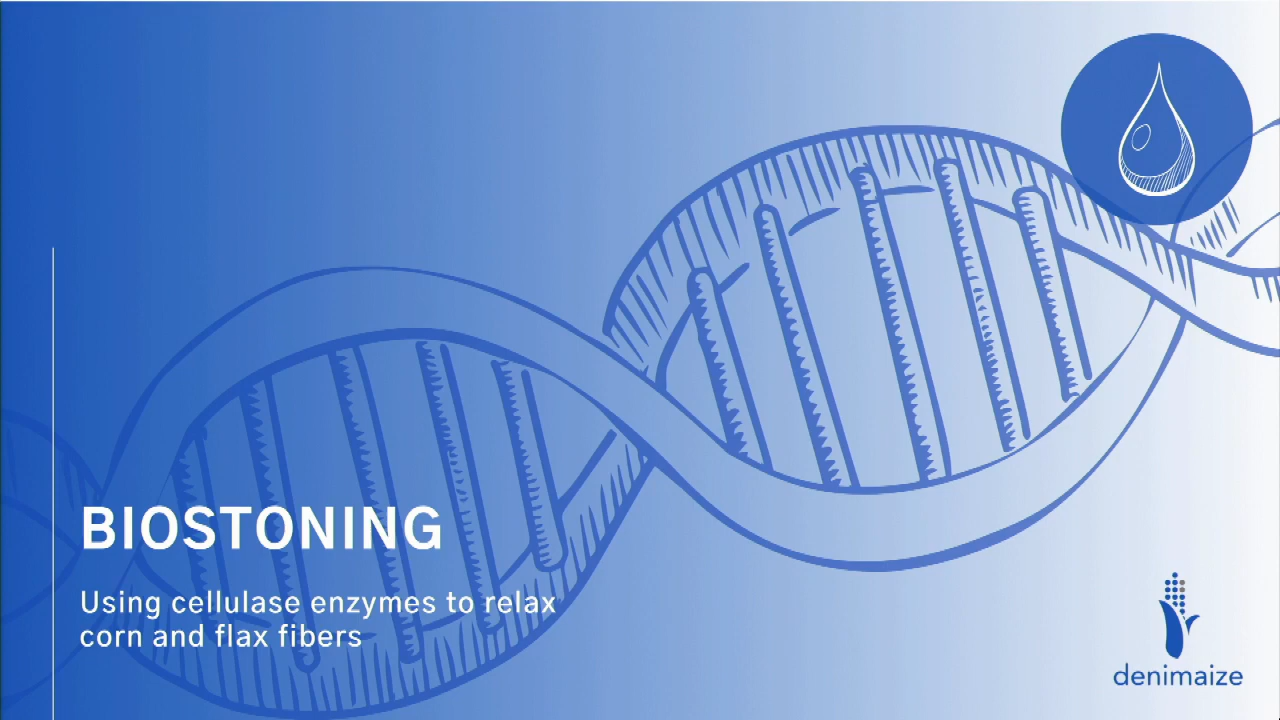 BIOSTONING
Using cellulase enzymes to relax
corn and flax fibers
denimaize